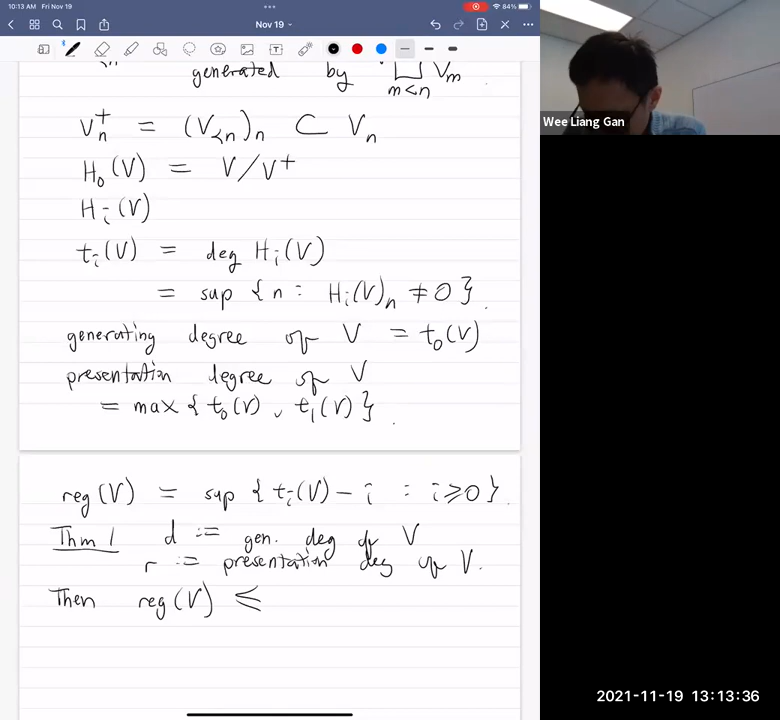 10:13 AM Fri Nov 19
84%
Nov 19
generated by ⊔ V_m
m<n
V_n^+ = (V_{<n})_n ⊂ V_n
H_0(V) = V/V^+
H_i(V)
t_i(V) = deg H_i(V)
= sup {n : H_i(V)_n ≠ 0}.
generating degree of V = t_0(V)
presentation degree of V
= max {t_0(V), t_1(V)}.
reg(V) = sup {t_i(V) - i : i ≥ 0}.
Thm 1 d := gen. deg of V
r := presentation deg of V.
Then reg(V) ≤
Wee Liang Gan
2021-11-19 13:13:36